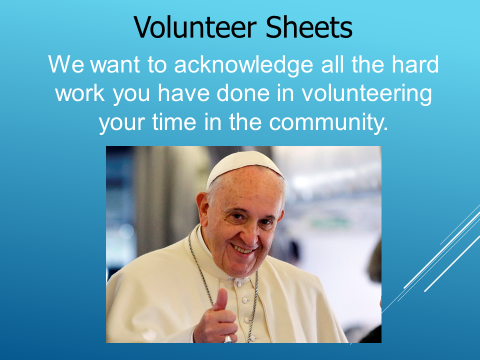 Volunteer Sheets
We want to acknowledge all the hard
work you have done in volunteering
your time in the community.